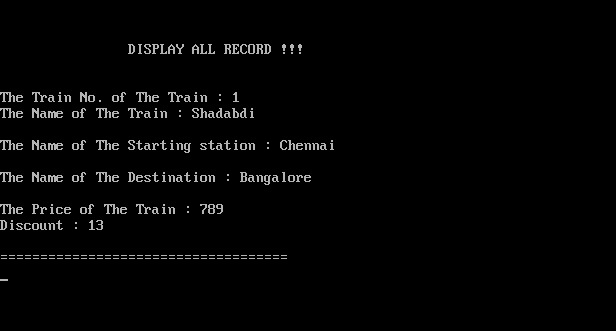 DISPLAY ALL RECORD !!!
The Train No. of The Train : 1
The Name of The Train : Shadabdi
The Name of The Starting station : Chennai
The Name of The Destination : Bangalore
The Price of The Train : 789
Discount : 13
====================================
_